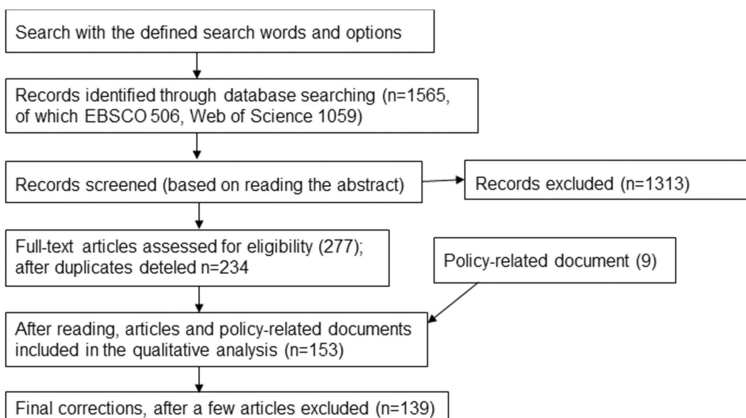 Search with the defined search words and options
Records identified through database searching (n=1565,
of which EBSCO 506, Web of Science 1059)
Records screened (based on reading the abstract)
Records excluded (n=1313)
Full-text articles assessed for eligibility (277);
after duplicates deteled n=234
Policy-related document (9)
After reading, articles and policy-related documents
included in the qualitative analysis (n=153)
Final corrections, after a few articles excluded (n=139)